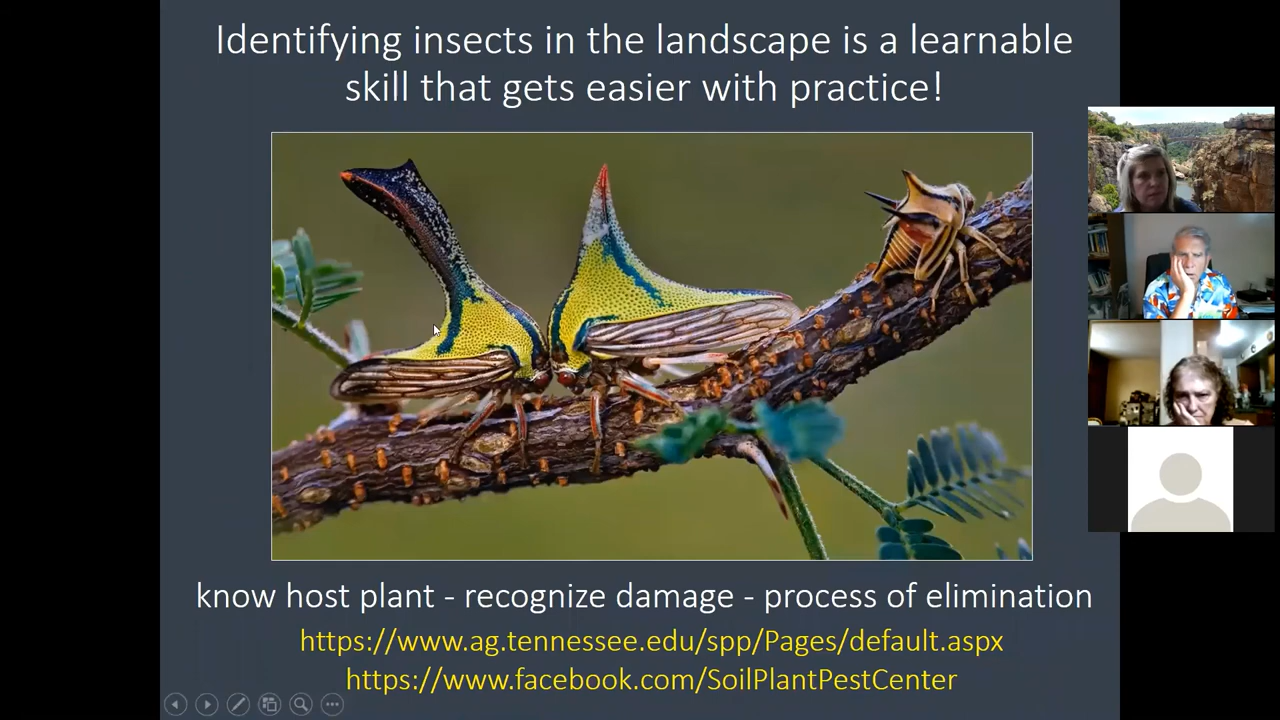 Identifying insects in the landscape is a learnable
skill that gets easier with practice!
know host plant - recognize damage - process of elimination
https://www.ag.tennessee.edu/spp/Pages/default.aspx
https://www.facebook.com/SoilPlantPestCenter